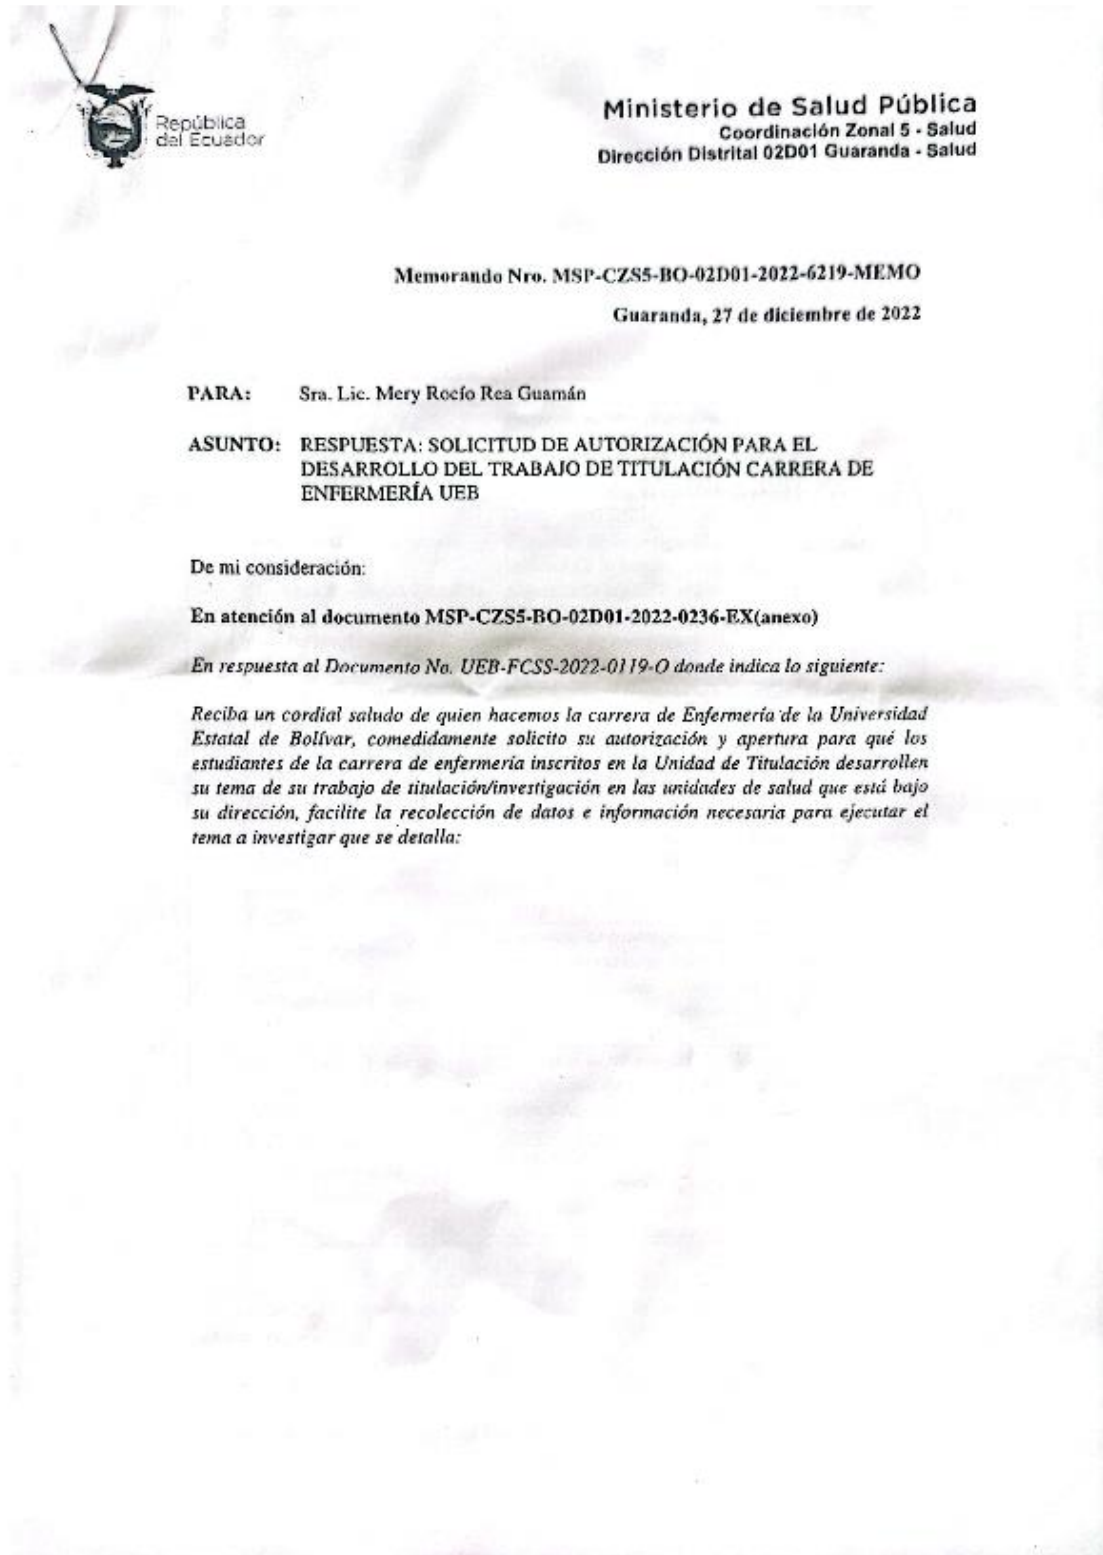 República
del Ecuador
Ministerio de Salud Pública
Coordinación Zonal 5 - Salud
Dirección Distrital 02D01 Guaranda - Salud
Memorando Nro. MSP-CZS5-BO-02D01-2022-6219-MEMO
Guaranda, 27 de diciembre de 2022
PARA: Sra. Lic. Mery Rocío Rea Guamán
ASUNTO: RESPUESTA: SOLICITUD DE AUTORIZACIÓN PARA EL
DESARROLLO DEL TRABAJO DE TITULACIÓN CARRERA DE
ENFERMERÍA UEB
De mi consideración:
En atención al documento MSP-CZS5-BO-02D01-2022-0236-EX(anexo)
En respuesta al Documento No. UEB-FCSS-2022-0119-O donde indica lo siguiente:
Reciba un cordial saludo de quien hacemos la carrera de Enfermería de la Universidad
Estatal de Bolívar, comedidamente solicito su autorización y apertura para qué los
estudiantes de la carrera de enfermería inscritos en la Unidad de Titulación desarrollen
su tema de su trabajo de titulación/investigación en las unidades de salud que está bajo
su dirección, facilite la recolección de datos e información necesaria para ejecutar el
tema a investigar que se detalla: